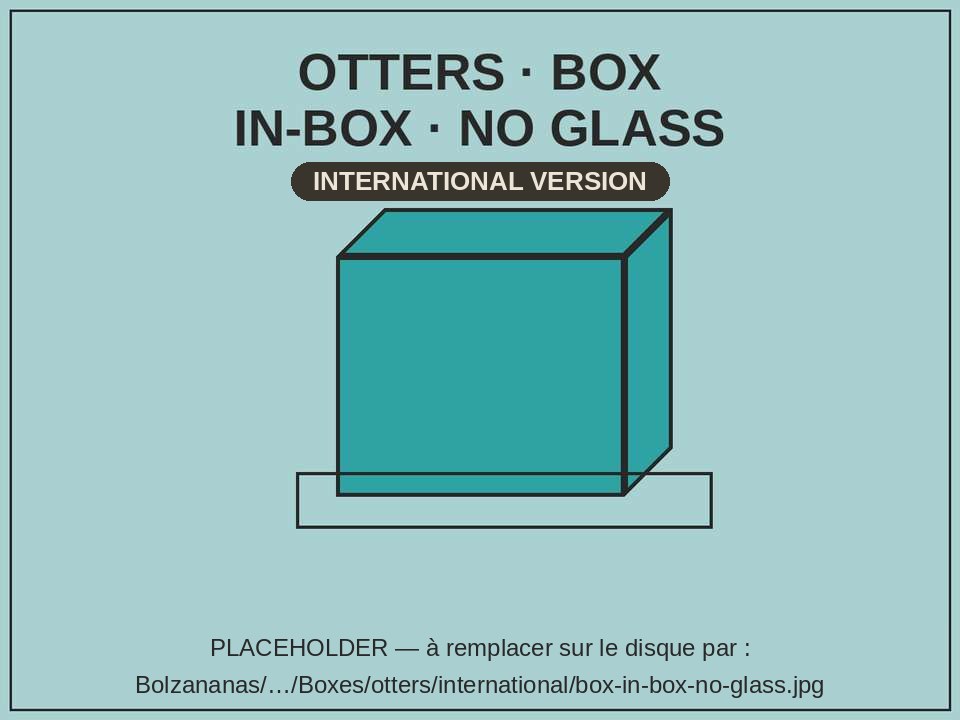 OTTERS · BOX
IN-BOX · NO GLASS
INTERNATIONAL VERSION
PLACEHOLDER — à remplacer sur le disque par :
Bolzananas/…/Boxes/otters/international/box-in-box-no-glass.jpg